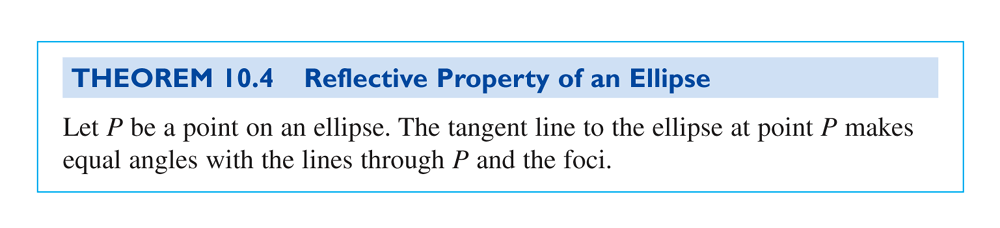 THEOREM 10.4 Reflective Property of an Ellipse
Let P be a point on an ellipse. The tangent line to the ellipse at point P makes
equal angles with the lines through P and the foci.